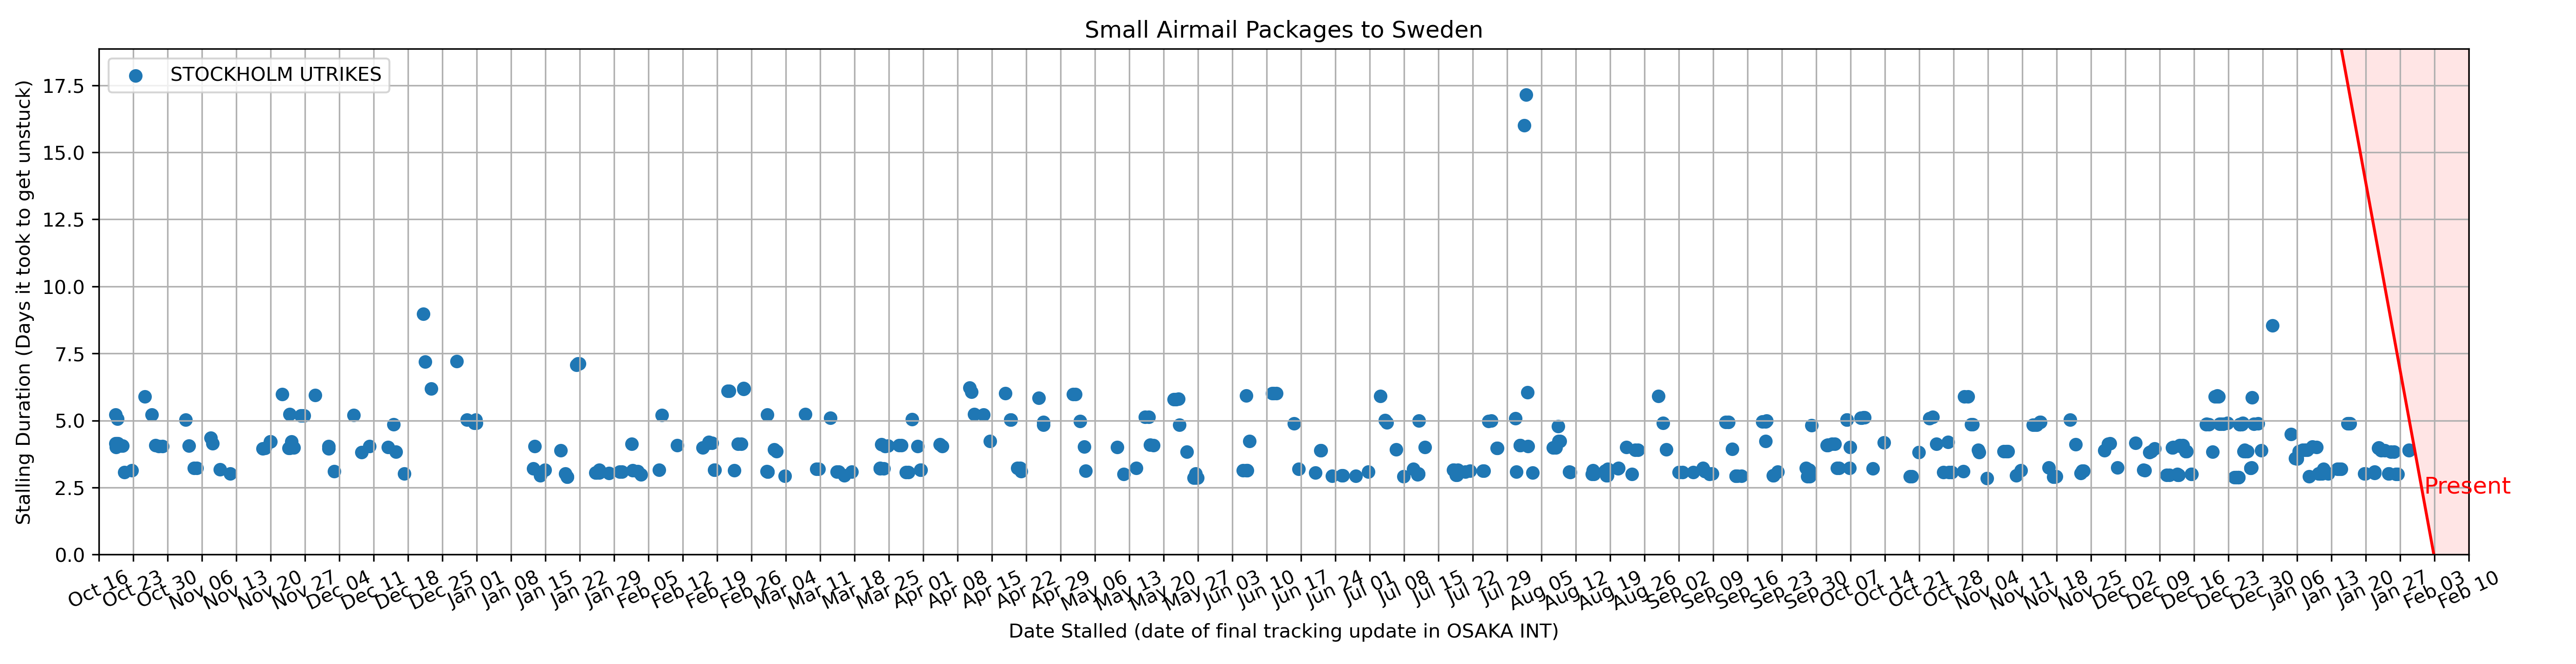 Small Airmail Packages to Sweden
STOCKHOLM UTRIKES
Stalling Duration (Days it took to get unstuck)
17.5
15.0
12.5
10.0
7.5
5.0
2.5
0.0
Present
Oct 16
Oct 23
Oct 30
Nov 06
Nov 13
Nov 20
Nov 27
Dec 04
Dec 11
Dec 18
Dec 25
Jan 01
Jan 08
Jan 15
Jan 22
Jan 29
Feb 05
Feb 12
Feb 19
Feb 26
Mar 04
Mar 11
Mar 18
Mar 25
Apr 01
Apr 08
Apr 15
Apr 22
Apr 29
May 06
May 13
May 20
May 27
Jun 03
Jun 10
Jun 17
Jun 24
Jul 01
Jul 08
Jul 15
Jul 22
Jul 29
Aug 05
Aug 12
Aug 19
Aug 26
Sep 02
Sep 09
Sep 16
Sep 23
Sep 30
Oct 07
Oct 14
Oct 21
Oct 28
Nov 04
Nov 11
Nov 18
Nov 25
Dec 02
Dec 09
Dec 16
Dec 23
Dec 30
Jan 06
Jan 13
Jan 20
Jan 27
Feb 03
Feb 10
Date Stalled (date of final tracking update in OSAKA INT)